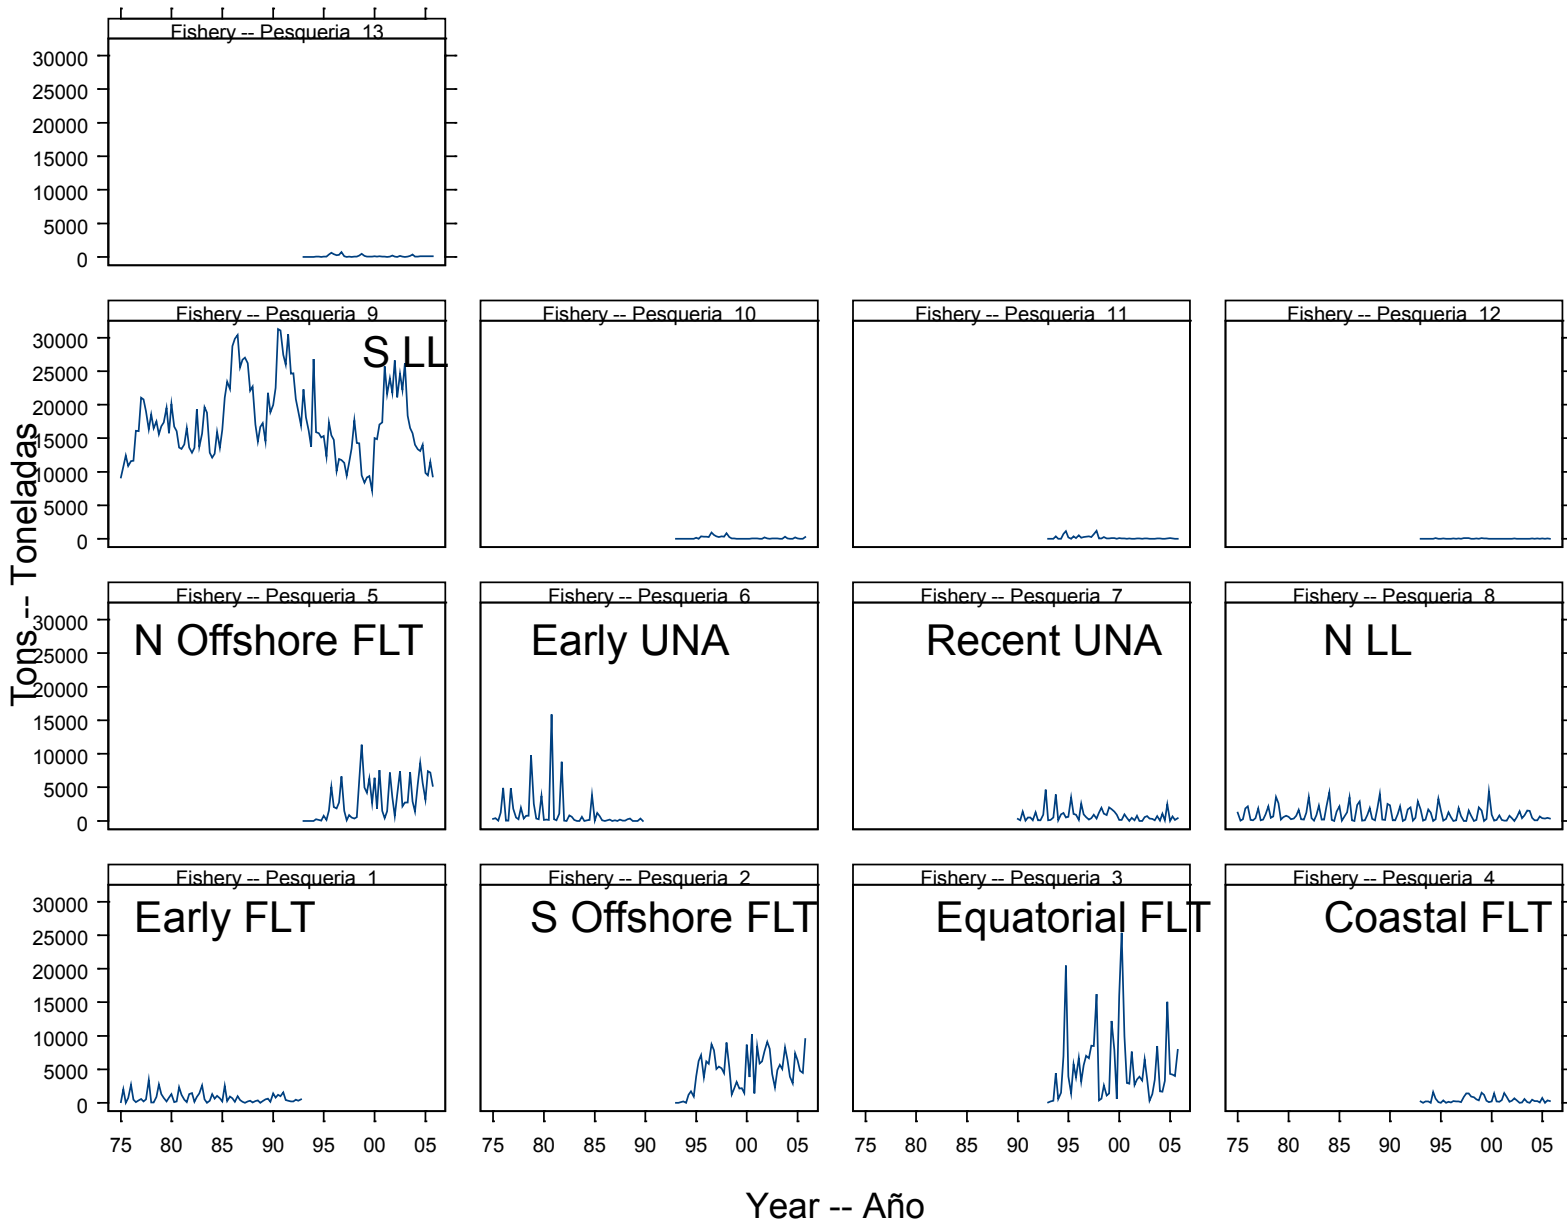 Fishery -- Pesqueria 13
30000
25000
20000
15000
10000
5000
0
Fishery -- Pesqueria 9
Fishery -- Pesqueria 10
Fishery -- Pesqueria 11
Fishery -- Pesqueria 12
S LL
30000
25000
20000
15000
10000
5000
0
Tons -- Toneladas
Fishery -- Pesqueria 5
Fishery -- Pesqueria 6
Fishery -- Pesqueria 7
Fishery -- Pesqueria 8
N Offshore FLT
Early UNA
Recent UNA
N LL
30000
25000
20000
15000
10000
5000
0
Fishery -- Pesqueria 1
Fishery -- Pesqueria 2
Fishery -- Pesqueria 3
Fishery -- Pesqueria 4
Early FLT
S Offshore FLT
Equatorial FLT
Coastal FLT
30000
25000
20000
15000
10000
5000
0
75 80 85 90 95 00 05
75 80 85 90 95 00 05
75 80 85 90 95 00 05
75 80 85 90 95 00 05
Year -- Año